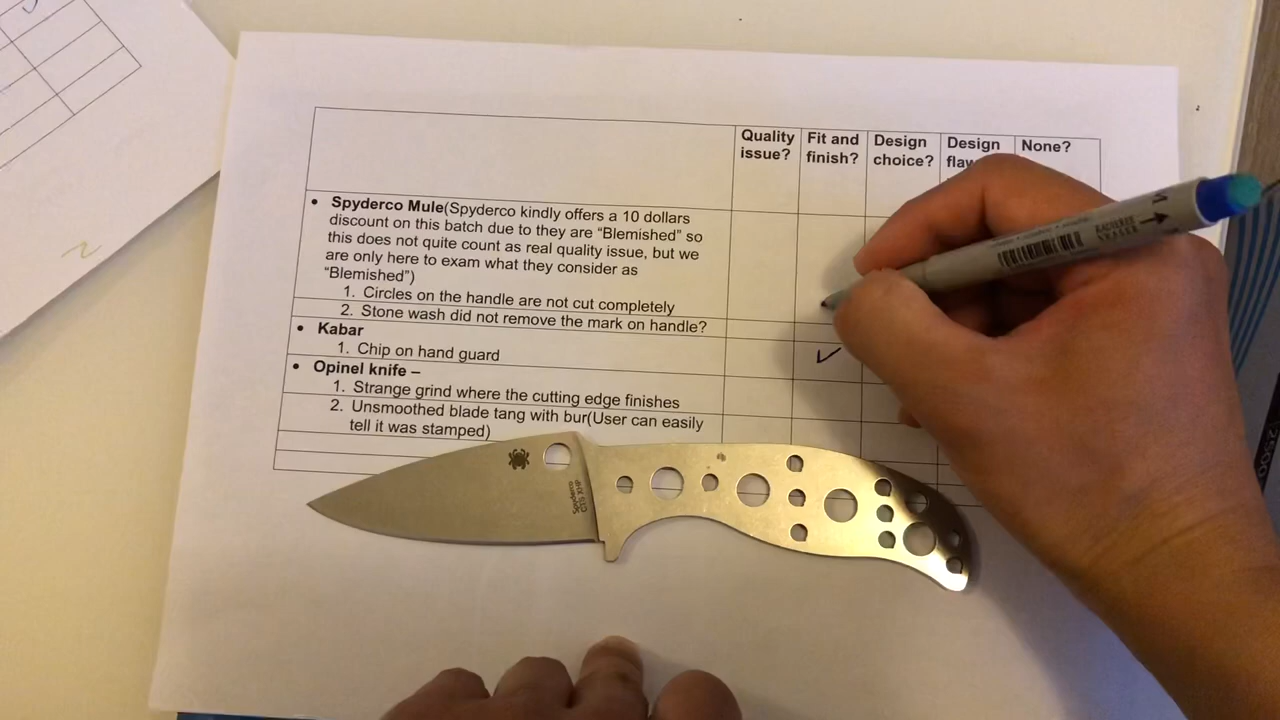 Quality issue?
Fit and finish?
Design choice?
Design
None?
• Spyderco Mule(Spyderco kindly offers a 10 dollars
discount on this batch due to they are “Blemished” so
this does not quite count as real quality issue, but we
are only here to exam what they consider as
“Blemished”)
1. Circles on the handle are not cut completely
2. Stone wash did not remove the mark on handle?
• Kabar
1. Chip on hand guard
• Opinel knife –
1. Strange grind where the cutting edge finishes
2. Unsmoothed blade tang with bur(User can easily
tell it was stamped)
Spyderco
CTS XHP